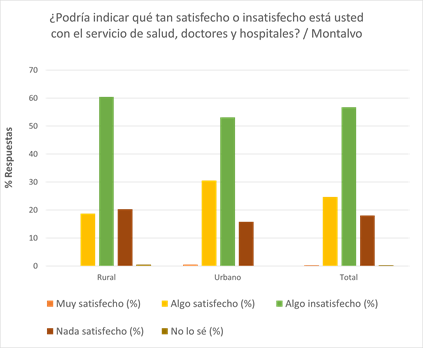 ¿Podría indicar qué tan satisfecho o insatisfecho está usted
con el servicio de salud, doctores y hospitales? / Montalvo
70
60
50
40
30
20
10
0
% Respuestas
Rural Urbano Total
Muy satisfecho (%) Algo satisfecho (%) Algo insatisfecho (%)
Nada satisfecho (%) No lo sé (%)